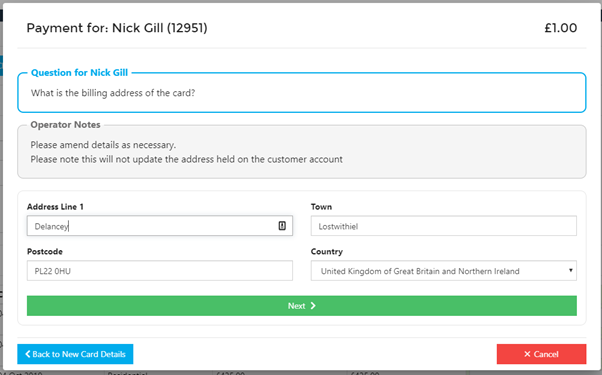 Payment for: Nick Gill (12951)
£1.00
Question for Nick Gill
What is the billing address of the card?
Operator Notes
Please amend details as necessary.
Please note this will not update the address held on the customer account
Address Line 1
Town
Delancey
Lostwithiel
Postcode
Country
PL22 0HU
United Kingdom of Great Britain and Northern Ireland
Next
Back to New Card Details
Cancel